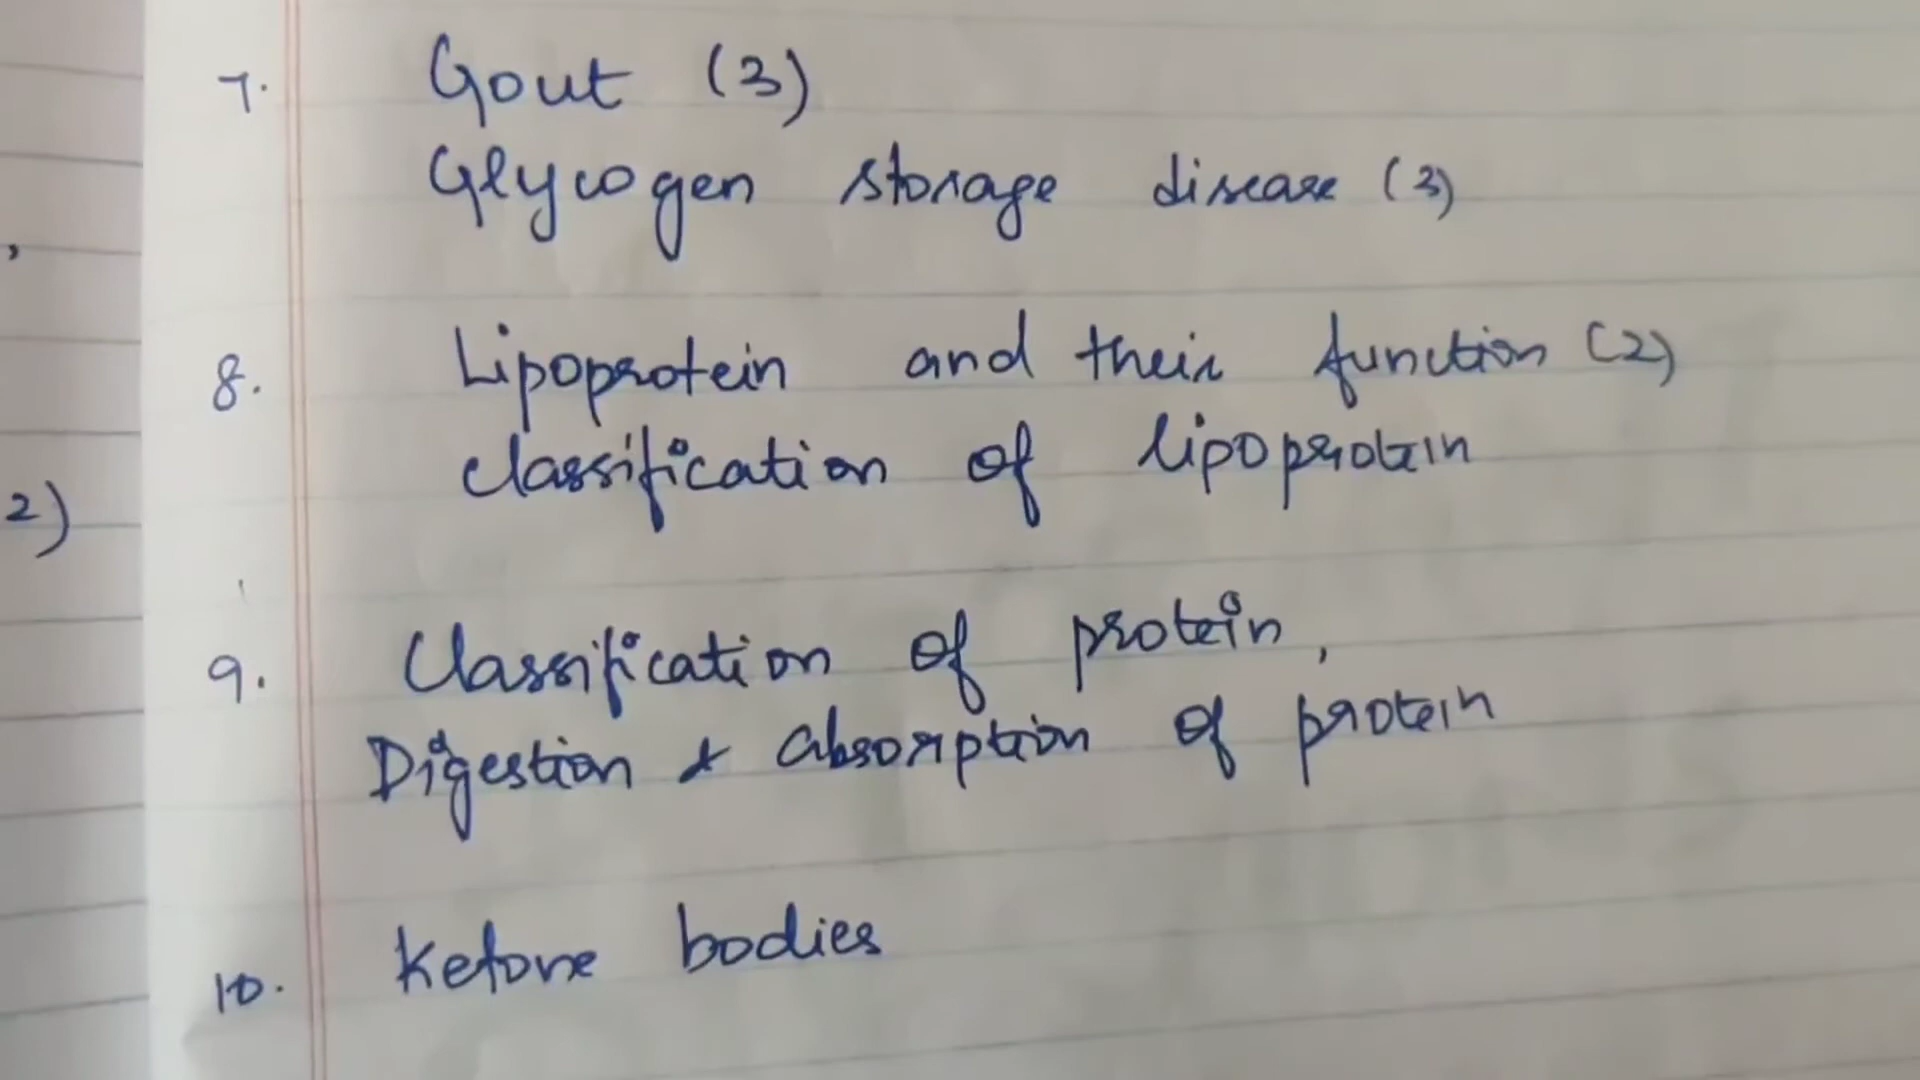 7. Gout (3)
Glycogen storage disease (3)
8. Lipoprotein and their function (2)
classification of lipoprotein
9. Classification of protein,
Digestion & absorption of protein
10. Ketone bodies
,
2)